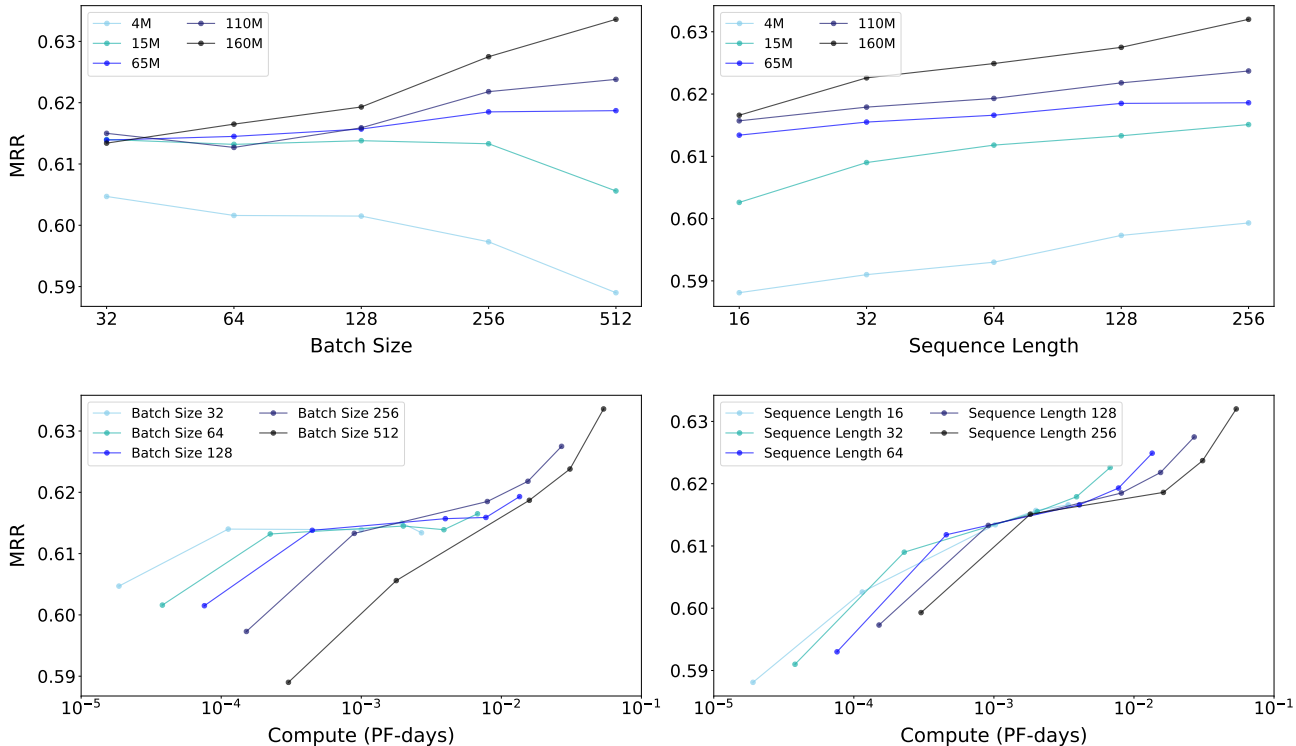 4M 110M
15M 160M
65M
MRR
0.63
0.62
0.61
0.60
0.59
32 64 128 256 512
Batch Size
4M 110M
15M 160M
65M
0.63
0.62
0.61
0.60
0.59
16 32 64 128 256
Sequence Length
Batch Size 32 Batch Size 256
Batch Size 64 Batch Size 512
Batch Size 128
MRR
0.63
0.62
0.61
0.60
0.59
10⁻⁵ 10⁻⁴ 10⁻³ 10⁻² 10⁻¹
Compute (PF-days)
Sequence Length 16 Sequence Length 128
Sequence Length 32 Sequence Length 256
Sequence Length 64
0.63
0.62
0.61
0.60
0.59
10⁻⁵ 10⁻⁴ 10⁻³ 10⁻² 10⁻¹
Compute (PF-days)